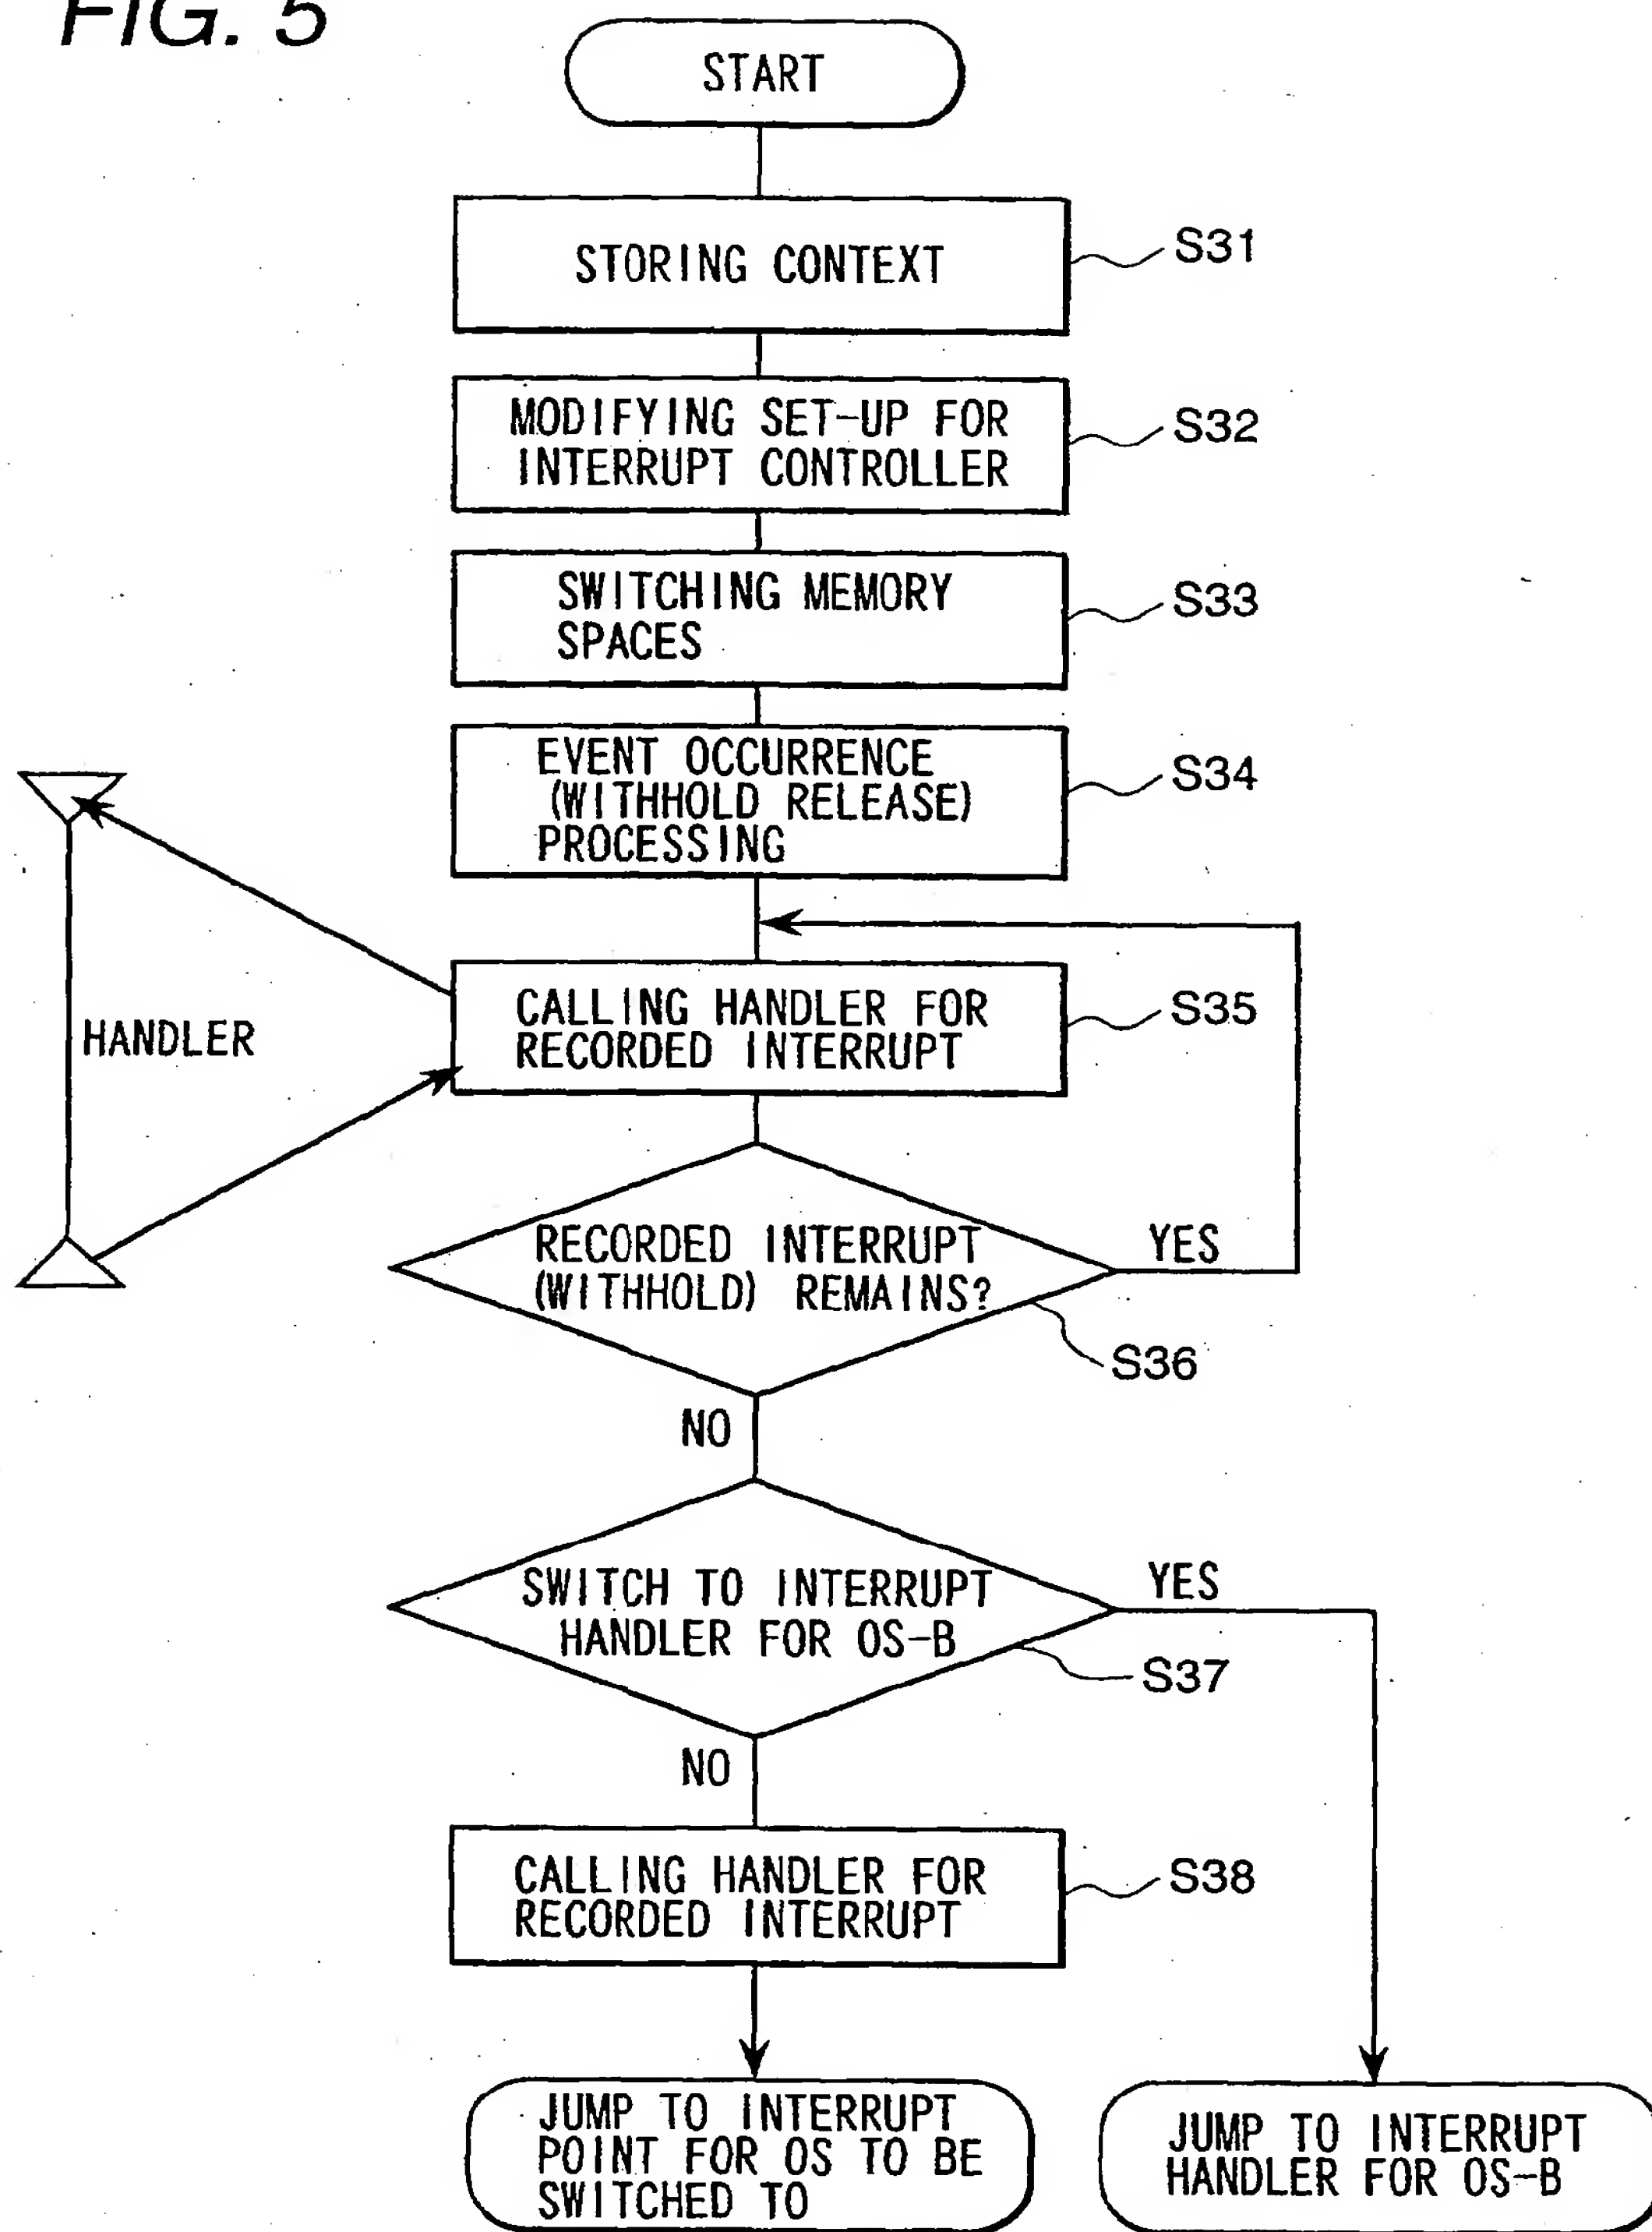 FIG. 5
START
STORING CONTEXT
S31
MODIFYING SET-UP FOR
INTERRUPT CONTROLLER
S32
SWITCHING MEMORY
SPACES
S33
EVENT OCCURRENCE
(WITHHOLD RELEASE)
PROCESSING
S34
CALLING HANDLER FOR
RECORDED INTERRUPT
S35
HANDLER
RECORDED INTERRUPT
(WITHHOLD) REMAINS?
YES
S36
NO
SWITCH TO INTERRUPT
HANDLER FOR OS-B
YES
S37
NO
CALLING HANDLER FOR
RECORDED INTERRUPT
S38
JUMP TO INTERRUPT
POINT FOR OS TO BE
SWITCHED TO
JUMP TO INTERRUPT
HANDLER FOR OS-B